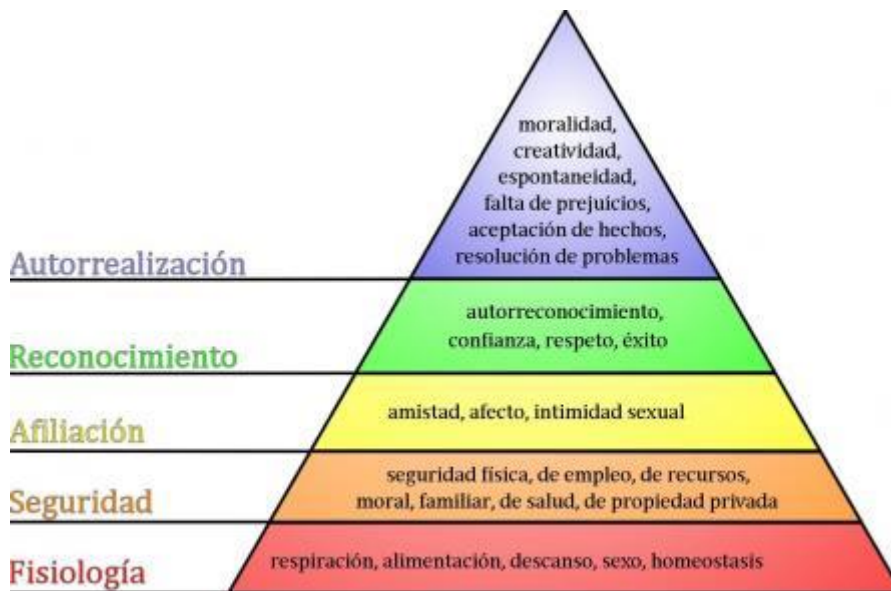 moralidad,
creatividad,
espontaneidad,
falta de prejuicios,
aceptación de hechos,
resolución de problemas
Autorrealización
autorreconocimiento,
confianza, respeto, éxito
Reconocimiento
amistad, afecto, intimidad sexual
Afiliación
seguridad física, de empleo, de recursos,
moral, familiar, de salud, de propiedad privada
Seguridad
respiración, alimentación, descanso, sexo, homeostasis
Fisiología